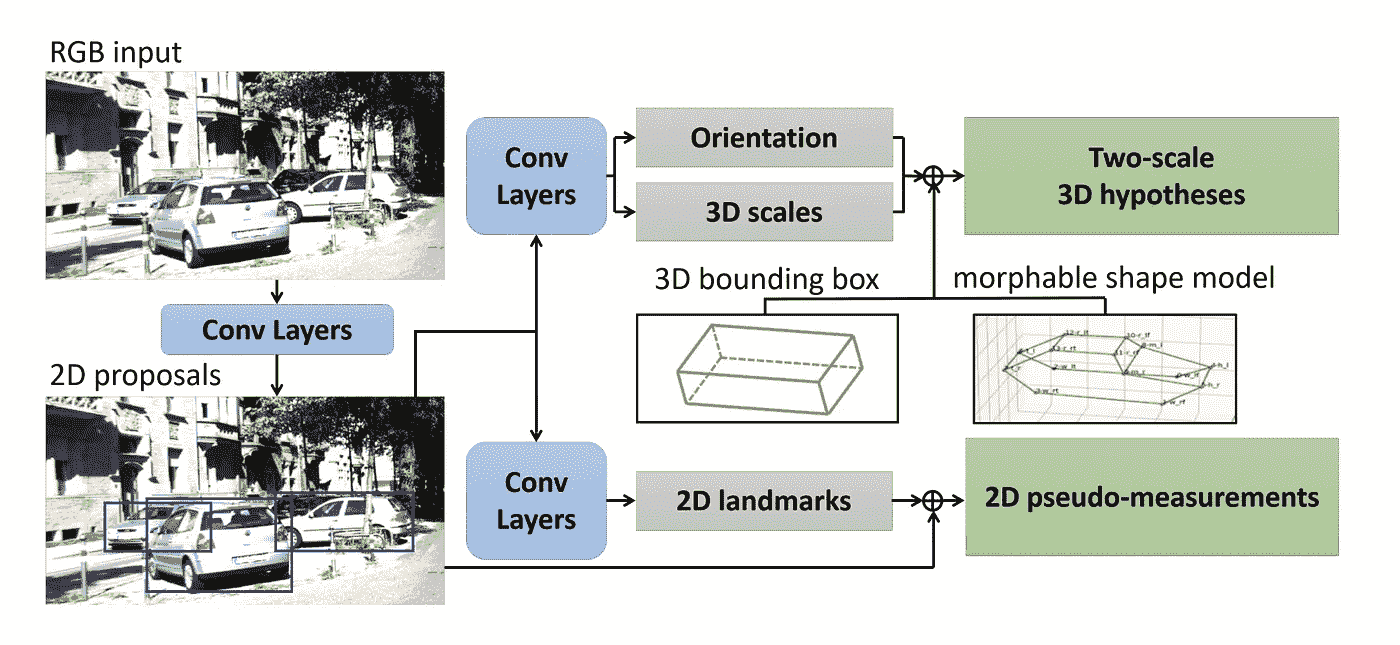 RGB input
Conv Layers
2D proposals
Conv
Layers
Orientation
3D scales
Two-scale
3D hypotheses
3D bounding box
morphable shape model
Conv
Layers
2D landmarks
2D pseudo-measurements